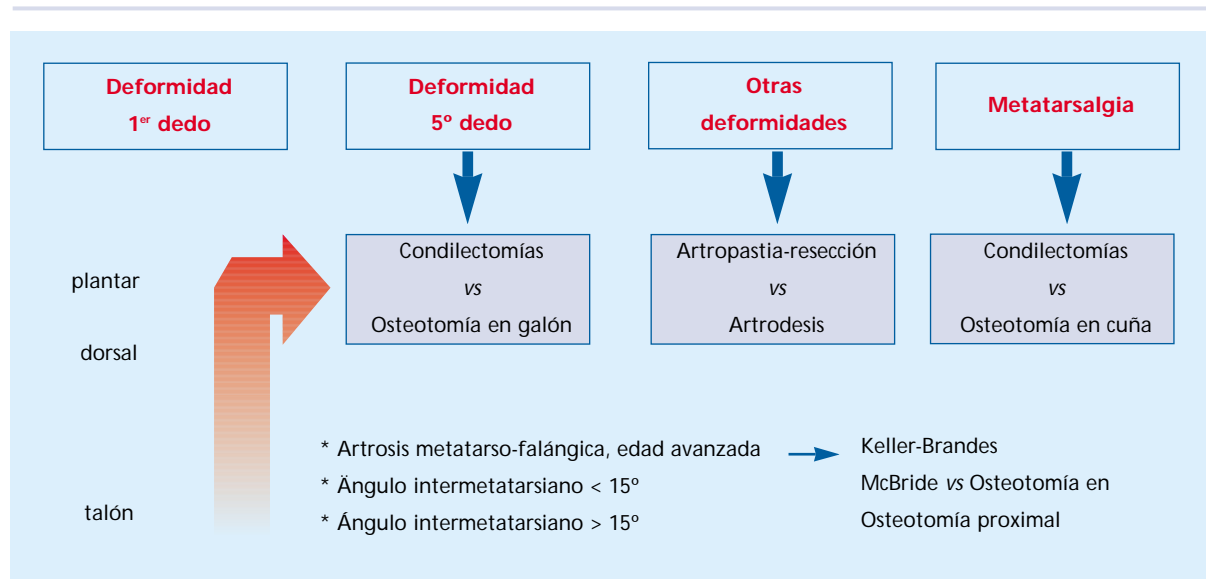 Deformidad
1er dedo
Deformidad
5º dedo
Otras
deformidades
Metatarsalgia
Condilectomías
vs
Osteotomía en galón
Artropastia-resección
vs
Artrodesis
Condilectomías
vs
Osteotomía en cuña
plantar
dorsal
talón
* Artrosis metatarso-falángica, edad avanzada
* Ängulo intermetatarsiano < 15º
* Ángulo intermetatarsiano > 15º
Keller-Brandes
McBride vs Osteotomía en
Osteotomía proximal